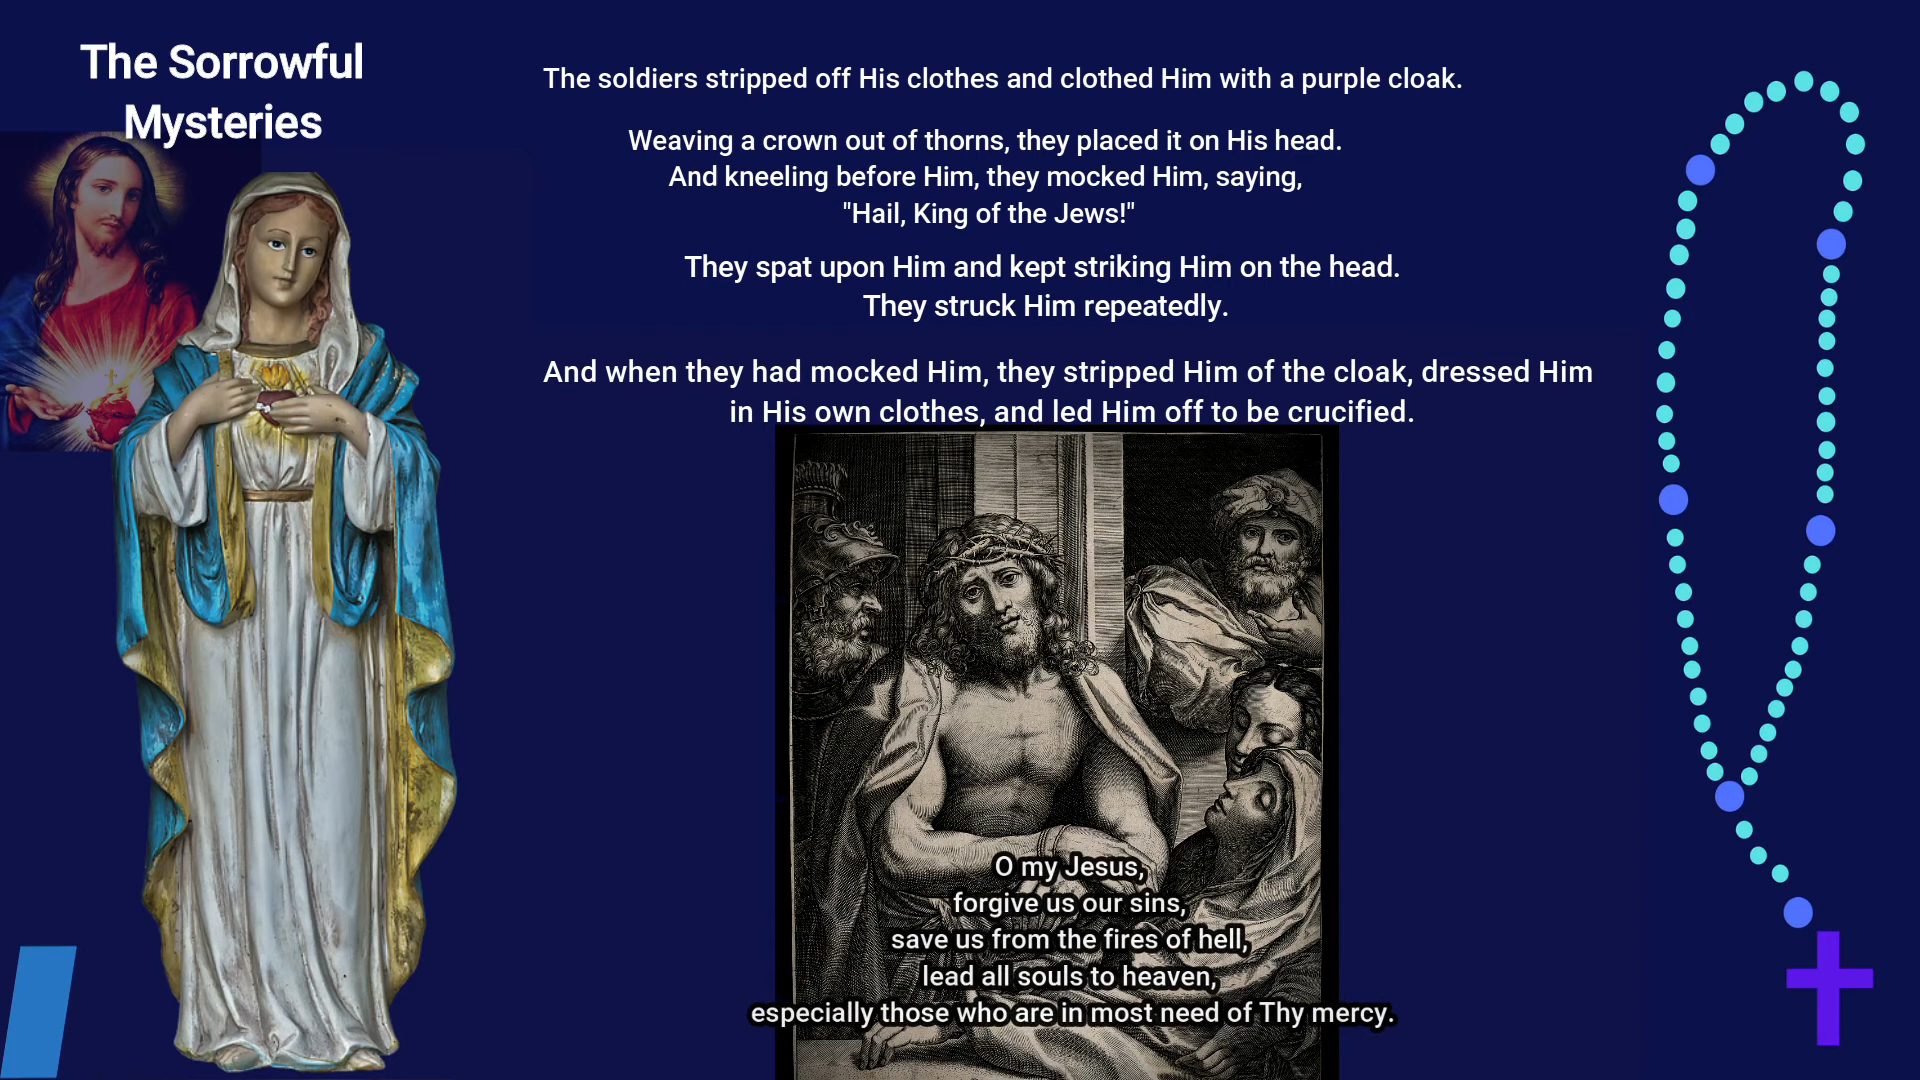 The Sorrowful
Mysteries
The soldiers stripped off His clothes and clothed Him with a purple cloak.
Weaving a crown out of thorns, they placed it on His head.
And kneeling before Him, they mocked Him, saying,
"Hail, King of the Jews!"
They spat upon Him and kept striking Him on the head.
They struck Him repeatedly.
And when they had mocked Him, they stripped Him of the cloak, dressed Him
in His own clothes, and led Him off to be crucified.
O my Jesus,
forgive us our sins,
save us from the fires of hell,
lead all souls to heaven,
especially those who are in most need of Thy mercy.